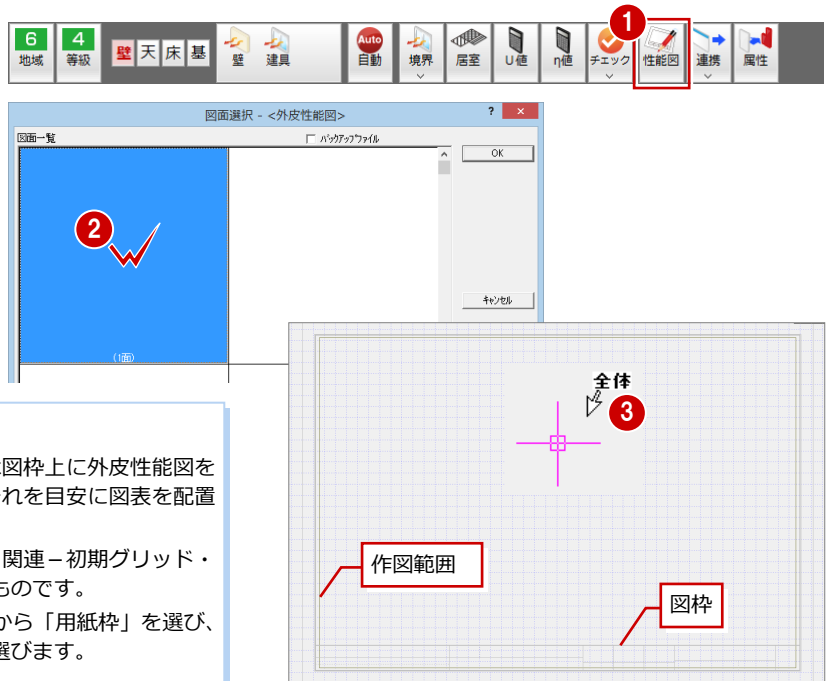 1
6 地域
4 等級
壁 天 床 基
壁
建具
Auto 自動
境界
居室
U値
η値
チェック
性能図
連携
属性
図面選択 - <外皮性能図>
? ×
図面一覧
バックアップファイル
OK
2
キャンセル
(1面)
全体
3
図枠上に外皮性能図を
れを目安に図表を配置
関連－初期グリッド・
ものです。
から「用紙枠」を選び、
選びます。
作図範囲
図枠